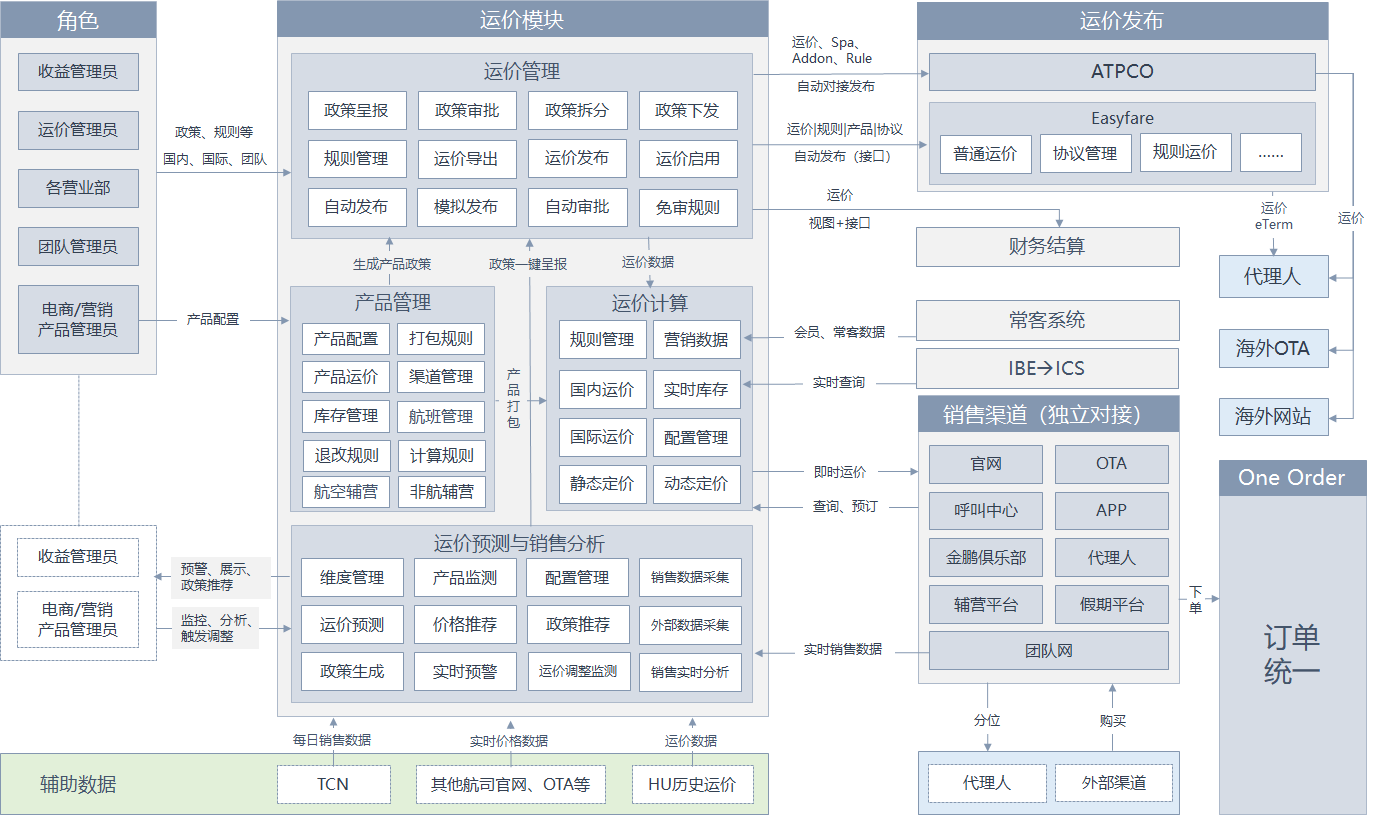 角色
收益管理员
运价管理员
各营业部
团队管理员
电商/营销
产品管理员
收益管理员
电商/营销
产品管理员
政策、规则等
国内、国际、团队
产品配置
预警、展示、
政策推荐
监控、分析、
触发调整
运价模块
运价管理
政策呈报
政策审批
政策拆分
政策下发
规则管理
运价导出
运价发布
运价启用
自动发布
模拟发布
自动审批
免审规则
生成产品政策
政策一键呈报
运价数据
产品管理
产品配置
打包规则
产品运价
渠道管理
库存管理
航班管理
退改规则
计算规则
航空辅营
非航辅营
产
品
打
包
运价计算
规则管理
营销数据
国内运价
实时库存
国际运价
配置管理
静态定价
动态定价
运价预测与销售分析
维度管理
产品监测
配置管理
销售数据采集
运价预测
价格推荐
政策推荐
外部数据采集
政策生成
实时预警
运价调整监测
销售实时分析
每日销售数据
实时价格数据
运价数据
辅助数据
TCN
其他航司官网、OTA等
HU历史运价
运价、Spa、
Addon、Rule
自动对接发布
运价|规则|产品|协议
自动发布（接口）
运价
视图+接口
会员、常客数据
实时查询
即时运价
查询、预订
实时销售数据
运价发布
ATPCO
Easyfare
普通运价
协议管理
规则运价
......
财务结算
常客系统
IBE→ICS
销售渠道（独立对接）
官网
OTA
呼叫中心
APP
金鹏俱乐部
代理人
辅营平台
假期平台
团队网
分位
购买
代理人
外部渠道
运价
eTerm
运价
代理人
海外OTA
海外网站
下
单
One Order
订单
统一